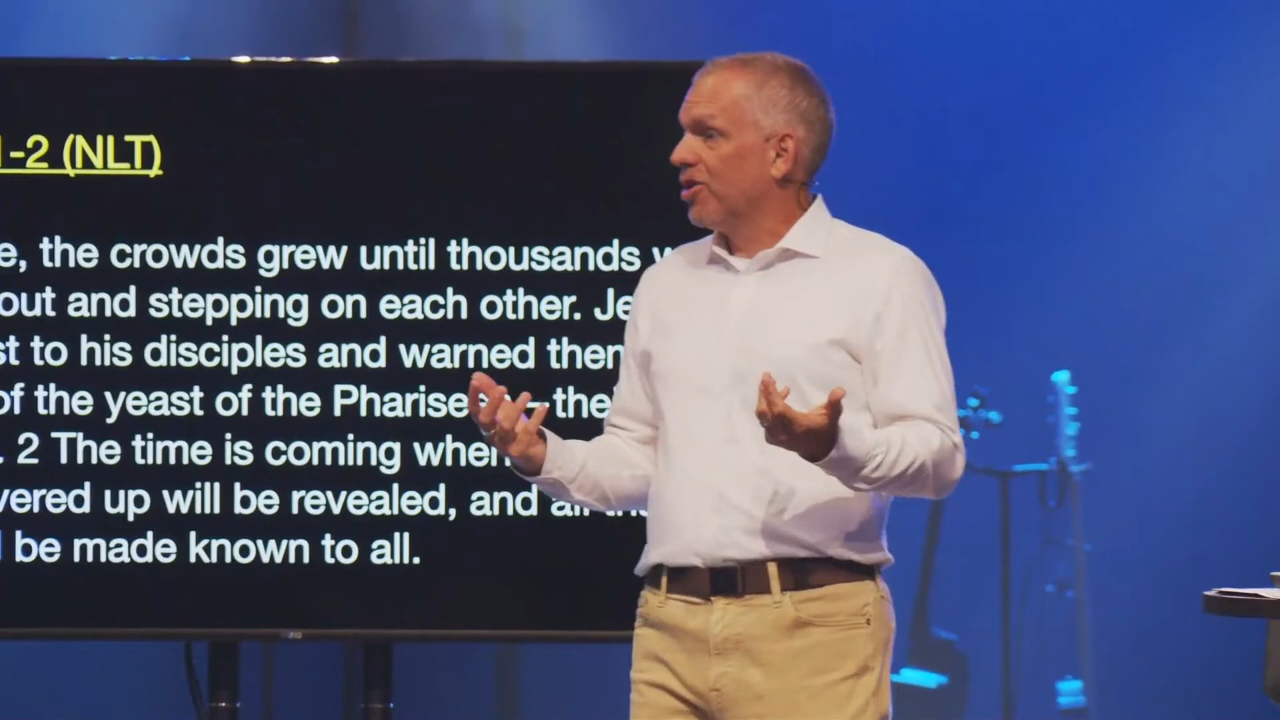 -2 (NLT)
e, the crowds grew until thousands
out and stepping on each other.
to his disciples and warned
of the yeast of the
. 2 The time is coming when
up will be revealed, and
be made known to all.